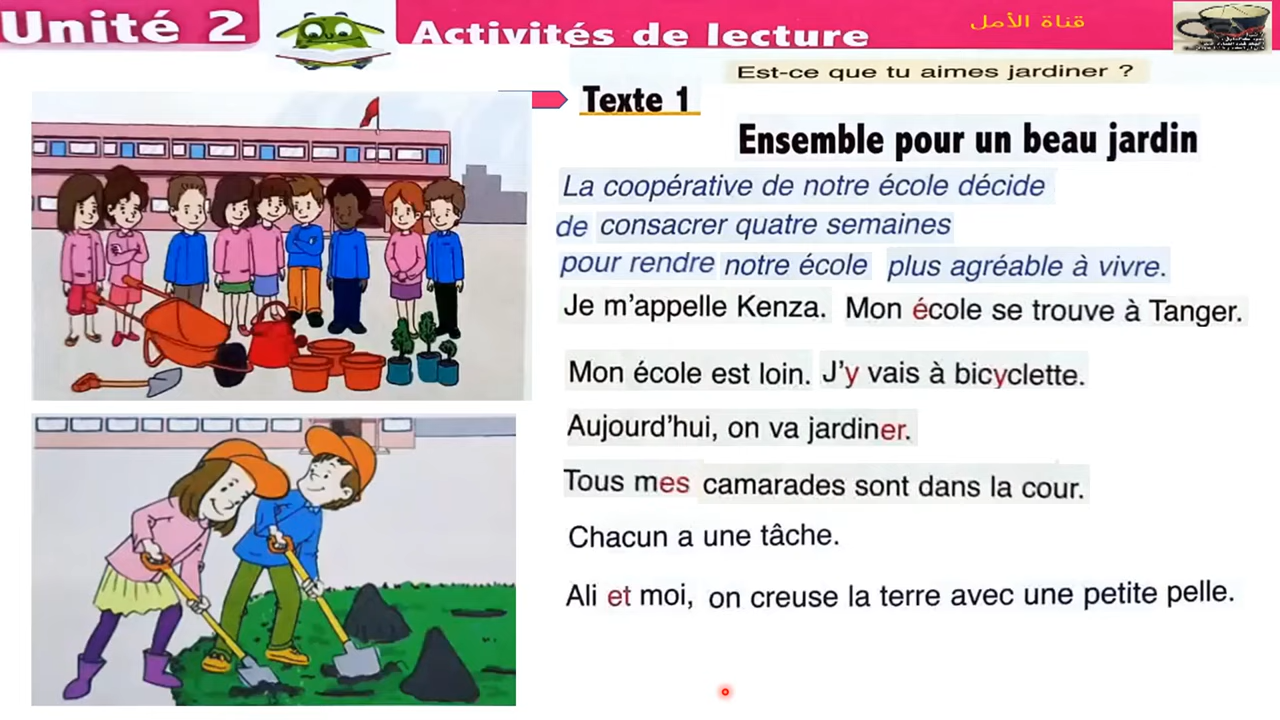 Unité 2
Activités de lecture
قناة الأمل
Est-ce que tu aimes jardiner ?
Texte 1
Ensemble pour un beau jardin
La coopérative de notre école décide
de consacrer quatre semaines
pour rendre notre école plus agréable à vivre.
Je m'appelle Kenza. Mon école se trouve à Tanger.
Mon école est loin. J'y vais à bicyclette.
Aujourd'hui, on va jardiner.
Tous mes camarades sont dans la cour.
Chacun a une tâche.
Ali et moi, on creuse la terre avec une petite pelle.